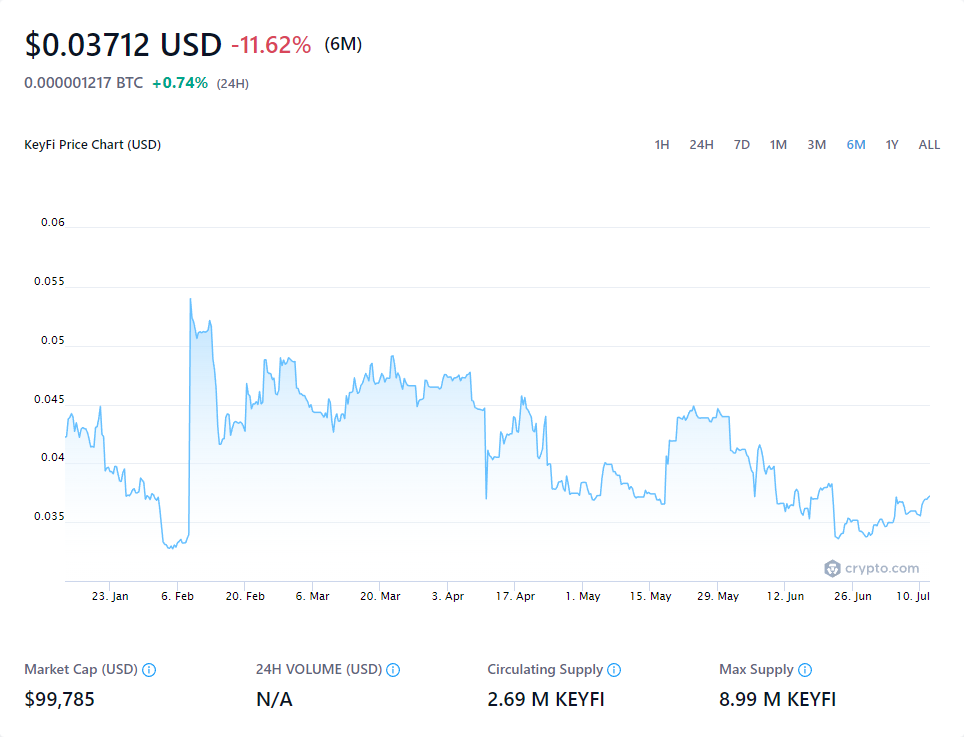 $0.03712 USD -11.62% (6M)
0.000001217 BTC +0.74% (24H)
KeyFi Price Chart (USD)
1H 24H 7D 1M 3M 6M 1Y ALL
0.06
0.055
0.05
0.045
0.04
0.035
crypto.com
23. Jan 6. Feb 20. Feb 6. Mar 20. Mar 3. Apr 17. Apr 1. May 15. May 29. May 12. Jun 26. Jun 10. Jul
Market Cap (USD) 24H VOLUME (USD) Circulating Supply Max Supply
$99,785 N/A 2.69 M KEYFI 8.99 M KEYFI